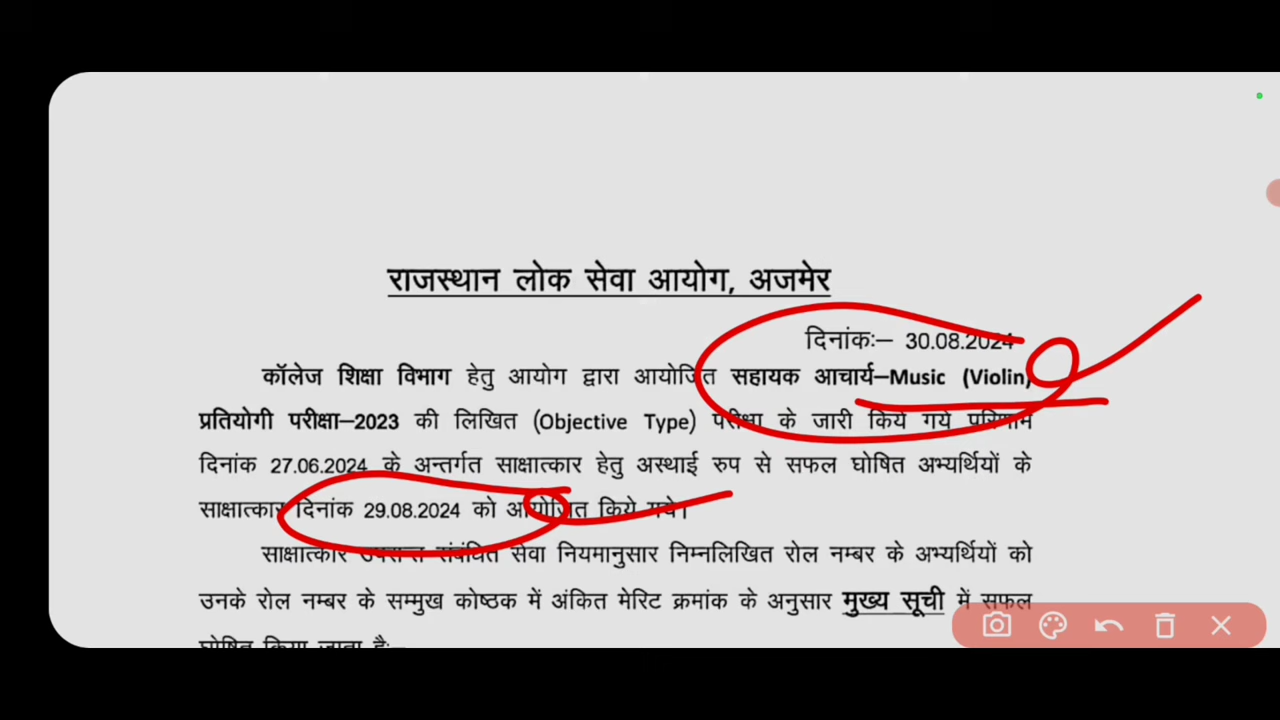 राजस्थान लोक सेवा आयोग, अजमेर
दिनांकः— 30.08.2024
कॉलेज शिक्षा विभाग हेतु आयोग द्वारा आयोजित सहायक आचार्य—Music (Violin)
प्रतियोगी परीक्षा—2023 की लिखित (Objective Type) परीक्षा के जारी किये गये परिणाम
दिनांक 27.06.2024 के अन्तर्गत साक्षात्कार हेतु अस्थाई रुप से सफल घोषित अभ्यर्थियों के
साक्षात्कार दिनांक 29.08.2024 को आयोजित किये गये।
साक्षात्कार उपरान्त संबंधित सेवा नियमानुसार निम्नलिखित रोल नम्बर के अभ्यर्थियों को
उनके रोल नम्बर के सम्मुख कोष्ठक में अंकित मेरिट क्रमांक के अनुसार मुख्य सूची में सफल
घोषित किया जाता हैः—